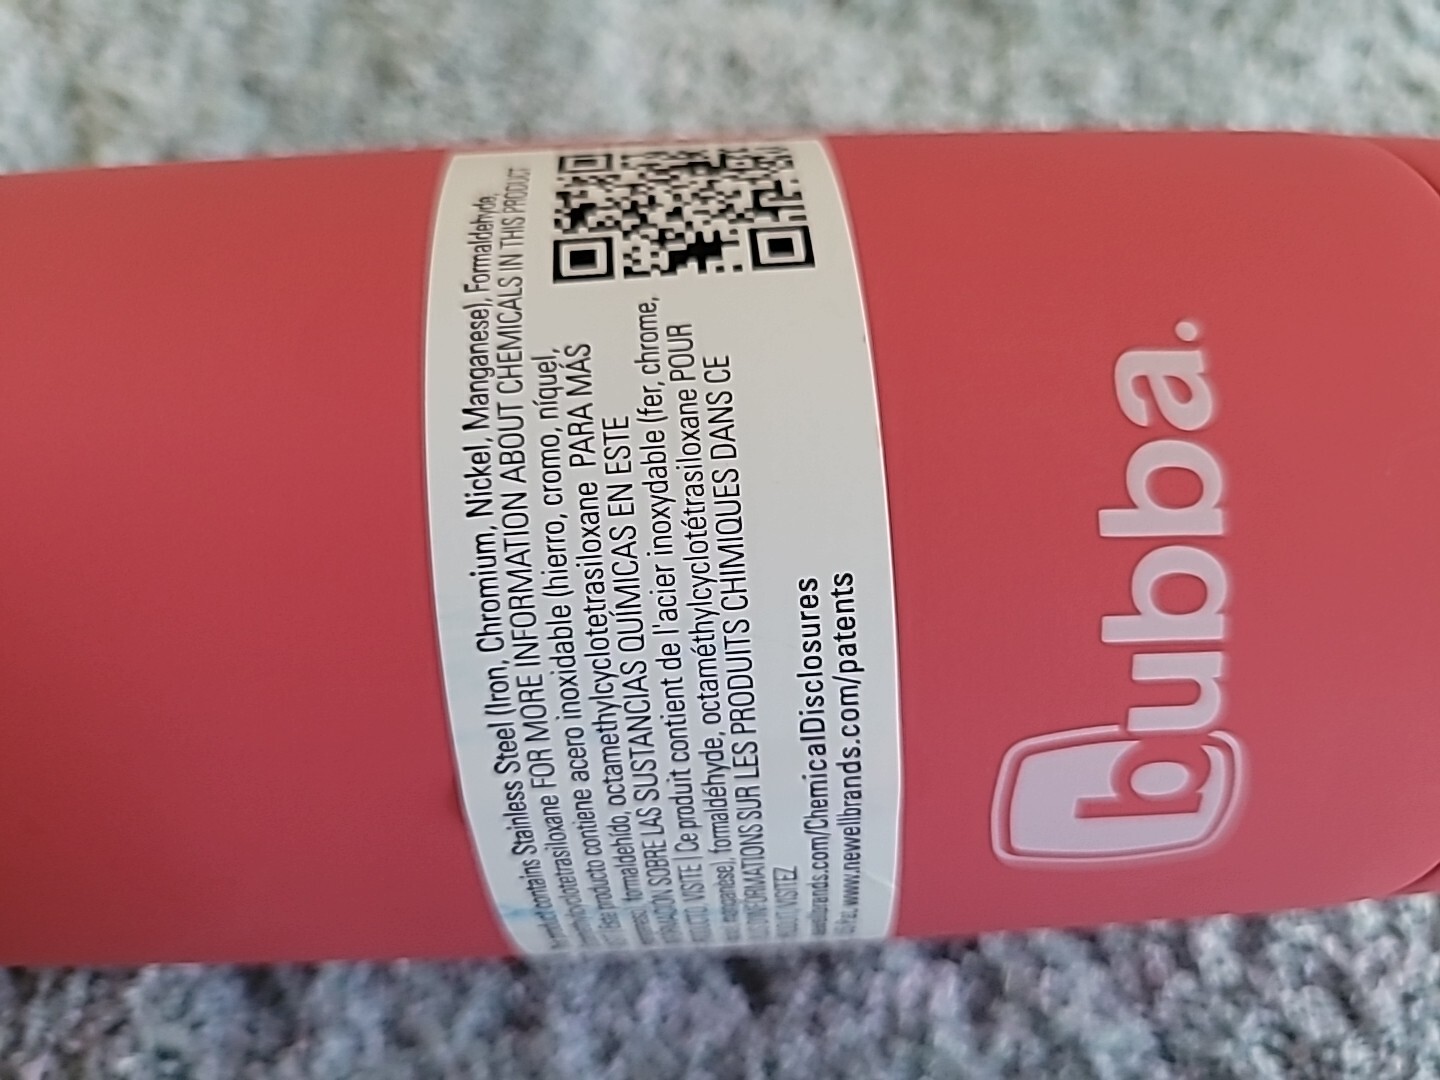 contains Stainless Steel (Iron, Chromium, Nickel, Manganese), Formaldehyde,
FOR MORE INFORMATION ABOUT CHEMICALS IN THIS PRODUCT
Este producto contiene acero inoxidable (hierro, cromo, níquel,
formaldehído, octamethylcyclotetrasiloxane PARA MÁS
SOBRE LAS SUSTANCIAS QUÍMICAS EN ESTE
VISITE | Ce produit contient de l'acier inoxydable (fer, chrome,
manganèse), formaldéhyde, octaméthylcyclotétrasiloxane POUR
SUR LES PRODUITS CHIMIQUES DANS CE
VISITEZ
newellbrands.com/ChemicalDisclosures
www.newellbrands.com/patents
b bubba.